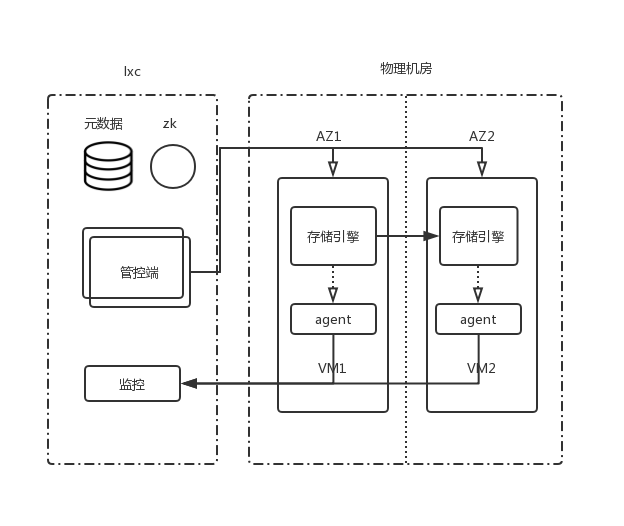 lxc
物理机房
元数据
zk
AZ1
AZ2
存储引擎
存储引擎
管控端
agent
agent
VM1
VM2
监控